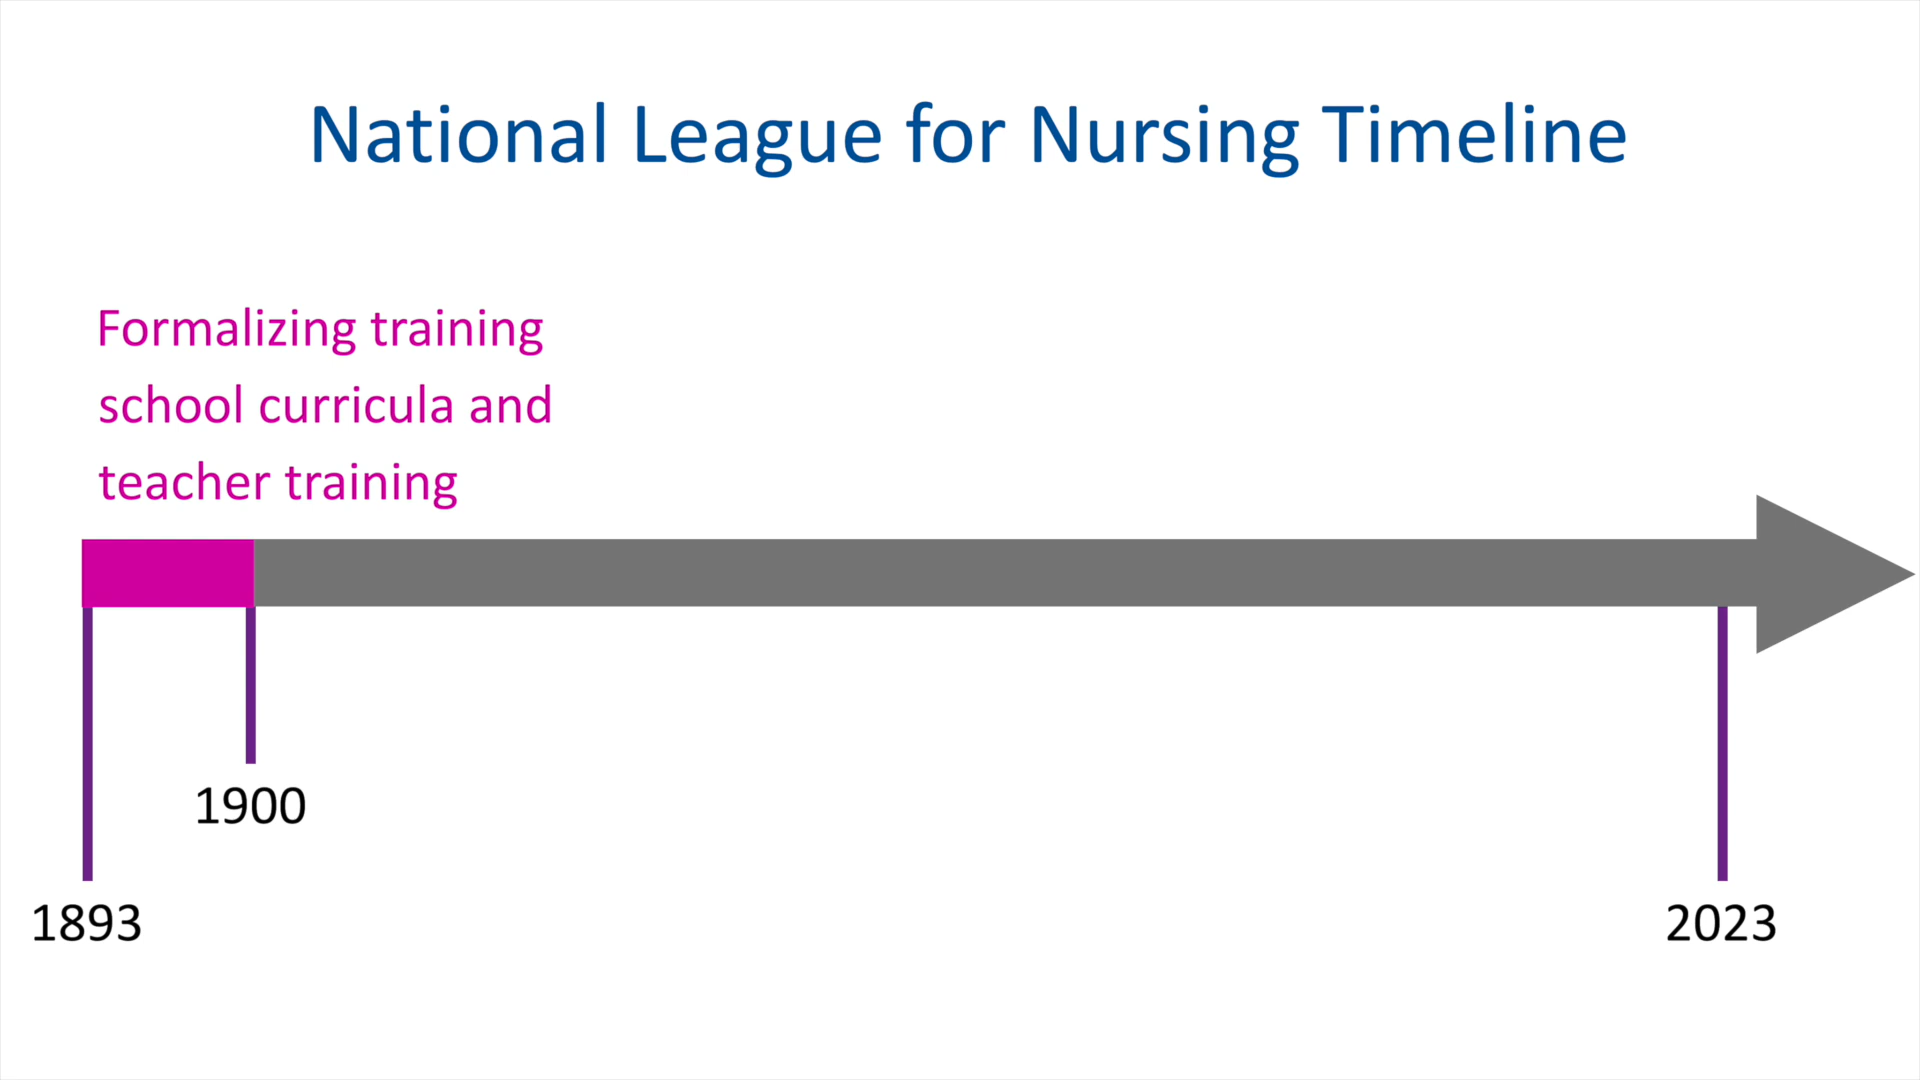 National League for Nursing Timeline
Formalizing training
school curricula and
teacher training
1900
1893
2023